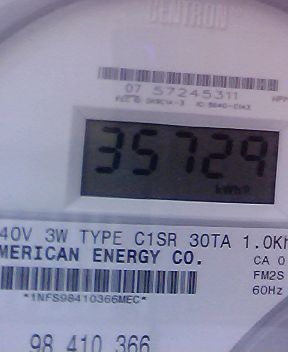 CENTRON
07 57245311
35729
kWh
40V 3W TYPE C1SR 30TA 1.0Kh
MERICAN ENERGY CO.
CA 0
FM2S
60Hz
*1NFS98410366MEC*
98 410 366